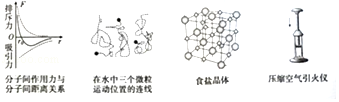 F
排斥力
O
r₀
r
吸引力
分子间作用力与
分子间距离关系
在水中三个微粒
运动位置的连线
食盐晶体
压缩空气引火仪